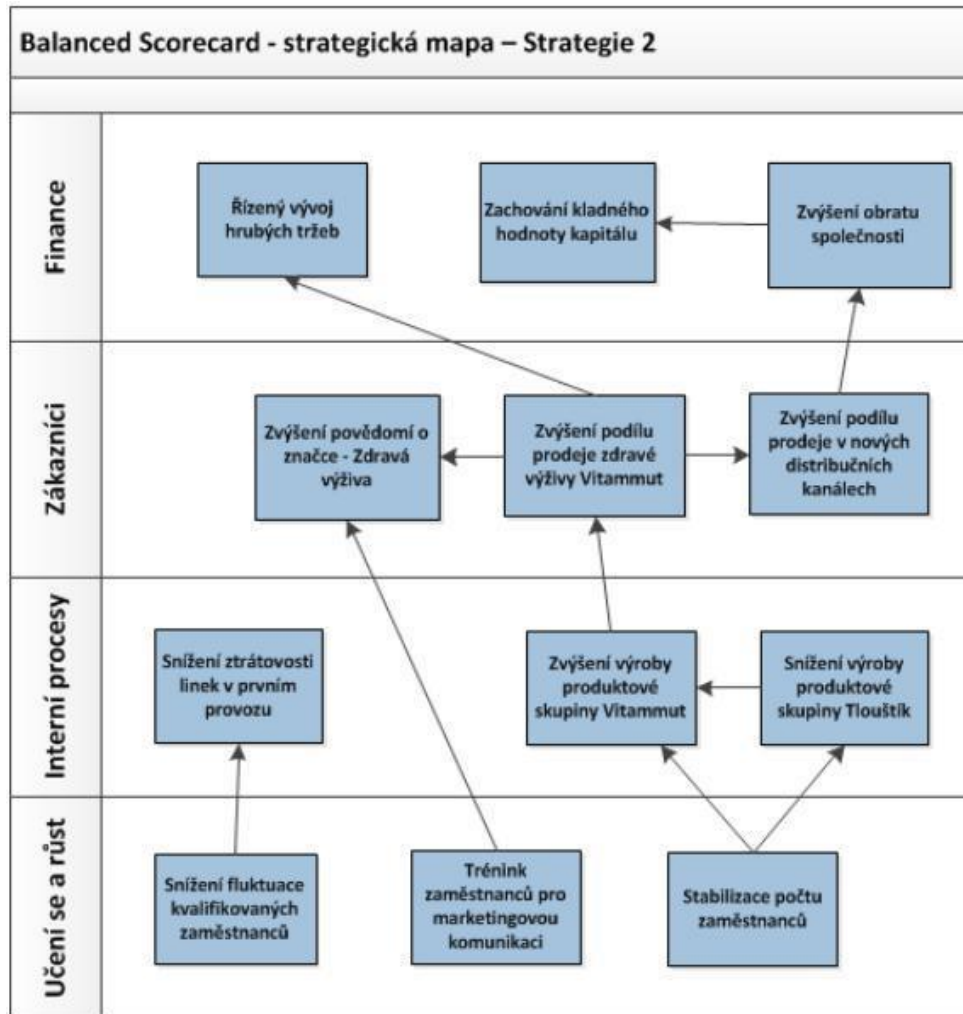 Balanced Scorecard - strategická mapa – Strategie 2
Finance
Řízený vývoj
hrubých tržeb
Zachování kladného
hodnoty kapitálu
Zvýšení obratu
společnosti
Zákazníci
Zvýšení povědomí o
značce - Zdravá
výživa
Zvýšení podílu
prodeje zdravé
výživy Vitammut
Zvýšení podílu
prodeje v nových
distribučních
kanálech
Interní procesy
Snížení ztrátovosti
linek v prvním
provozu
Zvýšení výroby
produktové
skupiny Vitammut
Snížení výroby
produktové
skupiny Tlouštík
Učení se a růst
Snížení fluktuace
kvalifikovaných
zaměstnanců
Trénink
zaměstnanců pro
marketingovou
komunikaci
Stabilizace počtu
zaměstnanců